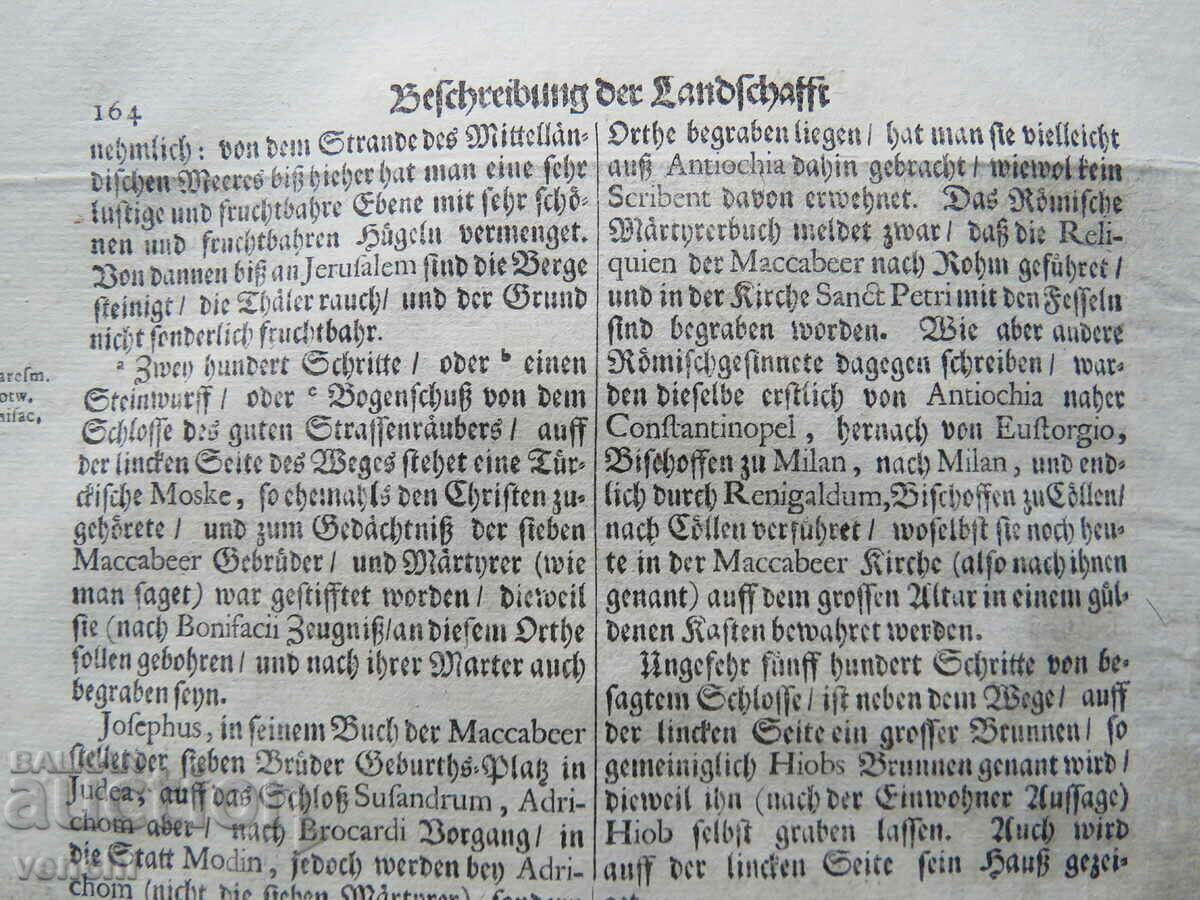 164
Beschreibung der Landschafft
nehmlich: von dem Strande des Mittellän-
dischen Meeres biß hieher hat man eine sehr
lustige und fruchtbahre Ebene mit sehr schö-
nen und fruchtbahren Hügeln vermenget.
Von dannen biß an Jerusalem sind die Berge
steinigt/ die Thäler rauch/ und der Grund
nicht sonderlich fruchtbahr.
a Zwey hundert Schritte/ oder b einen
Steinwurff/ oder c Bogenschuß von dem
Schlosse des guten Strassenräubers/ auff
der lincken Seite des Weges stehet eine Tür-
ckische Moske, so ehemahls den Christen zu-
gehörete/ und zum Gedächtniß der sieben
Maccabeer Gebrüder/ und Märtyrer (wie
man saget) war gestifftet worden/ dieweil
sie (nach Bonifacii Zeugniß/ an diesem Orthe
sollen gebohren/ und nach ihrer Marter auch
begraben seyn.
Josephus, in seinem Buch der Maccabeer
stellet der sieben Brüder Geburths-Platz in
Judea, auff das Schloß Susandrum, Adri-
chom aber/ nach Brocardi Vorgang/ in
die Statt Modin, jedoch werden bey Adri-
chom (nicht die sieben Märtyrer) sondern
aresm.
otw.
nifac,
Orthe begraben liegen/ hat man sie vielleicht
auß Antiochia dahin gebracht/ wiewol kein
Scribent davon erwehnet. Das Römische
Märtyrerbuch meldet zwar/ daß die Reli-
quien der Maccabeer nach Rohm geführet/
und in der Kirche Sanct Petri mit den Fesseln
sind begraben worden. Wie aber andere
Römischgesinnete dagegen schreiben/ war-
den dieselbe erstlich von Antiochia naher
Constantinopel, hernach von Eustorgio,
Bischoffen zu Milan, nach Milan, und end-
lich durch Renigaldum, Bischoffen zu Cöllen/
nach Cöllen verführet/ woselbst sie noch heu-
te in der Maccabeer Kirche (also nach ihnen
genant) auff dem grossen Altar in einem gül-
denen Kasten bewahret werden.
Ungefehr fünff hundert Schritte von be-
sagtem Schlosse/ ist neben dem Wege/ auff
der lincken Seite ein grosser Brunnen/ so
gemeiniglich Hiobs Brunnen genant wird/
dieweil ihn (nach der Einwohner Aussage)
Hiob selbst graben lassen. Auch wird
auff der lincken Seite sein Hauß gezei-
get
auction